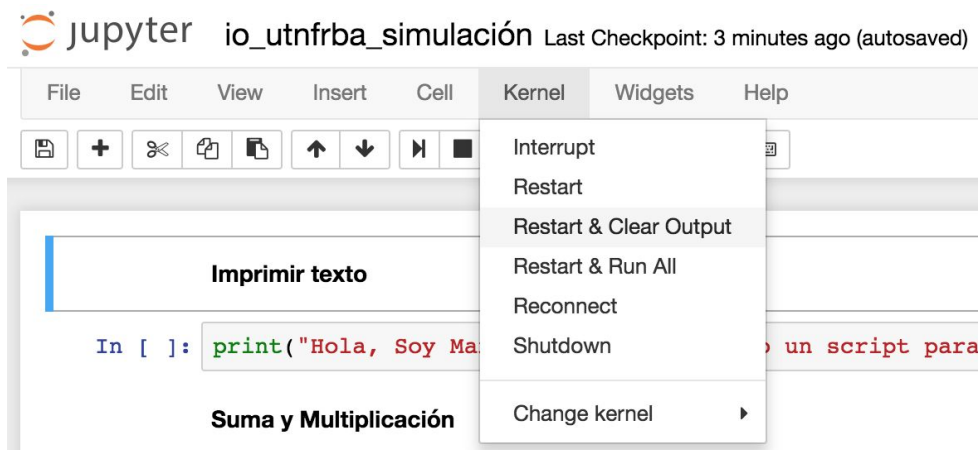 jupyter io_utnfrba_simulación Last Checkpoint: 3 minutes ago (autosaved)
File Edit View Insert Cell Kernel Widgets Help
Interrupt
Restart
Restart & Clear Output
Restart & Run All
Reconnect
Shutdown
Change kernel
Imprimir texto
In [ ]: print("Hola, Soy un script para
Suma y Multiplicación